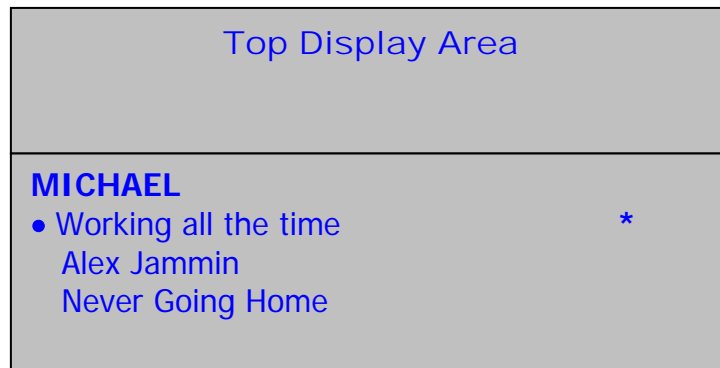 Top Display Area
MICHAEL
• Working all the time *
Alex Jammin
Never Going Home